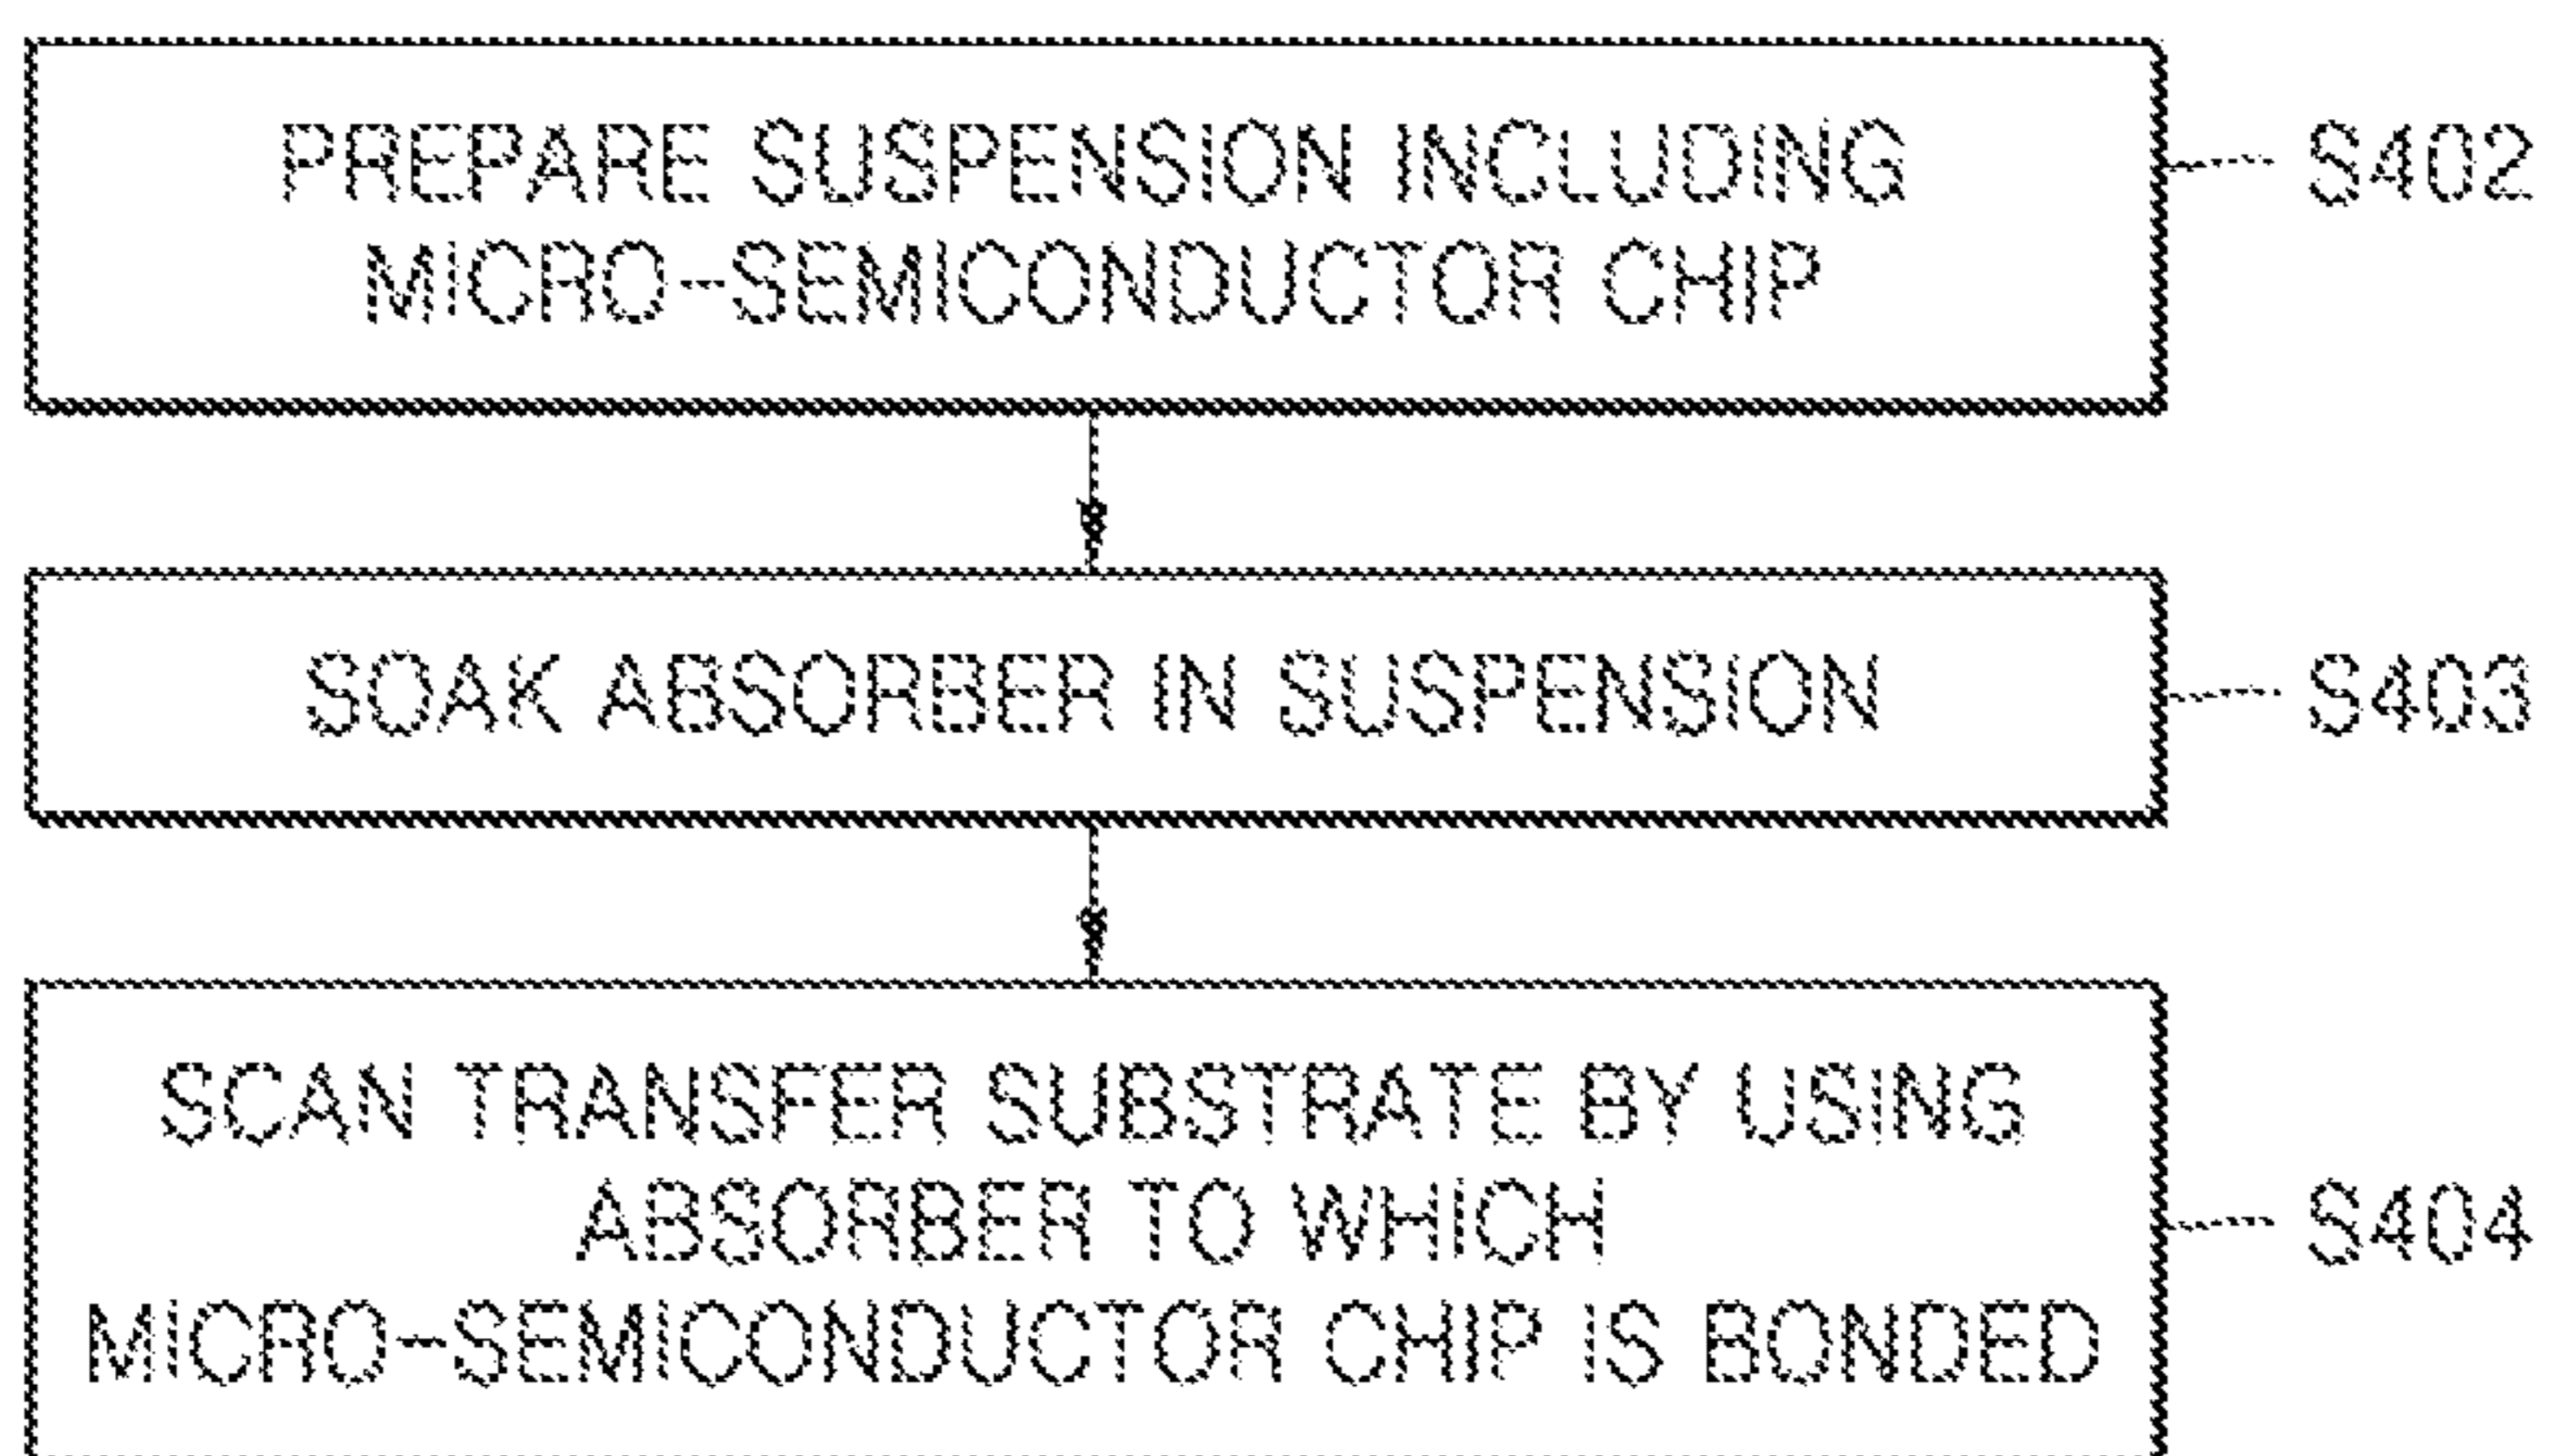 PREPARE SUSPENSION INCLUDING
MICRO-SEMICONDUCTOR CHIP
S402
SOAK ABSORBER IN SUSPENSION
S403
SCAN TRANSFER SUBSTRATE BY USING
ABSORBER TO WHICH
MICRO-SEMICONDUCTOR CHIP IS BONDED
S404